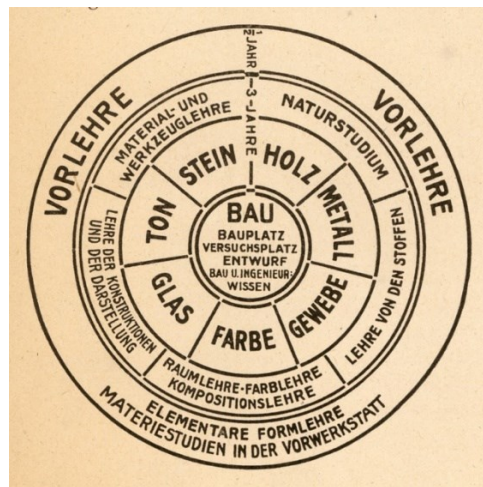 ½ JAHR
3 JAHRE
VORLEHRE
VORLEHRE
ELEMENTARE FORMLEHRE
MATERIESTUDIEN IN DER VORWERKSTATT
NATURSTUDIUM
LEHRE VON DEN STOFFEN
RAUMLEHRE·FARBLEHRE
KOMPOSITIONSLEHRE
LEHRE DER KONSTRUKTIONEN
UND DER DARSTELLUNG
MATERIAL-UND
WERKZEUGLEHRE
STEIN
HOLZ
METALL
GEWEBE
FARBE
GLAS
TON
BAU
BAUPLATZ
VERSUCHSPLATZ
ENTWURF
BAU U.INGENIEUR:
WISSEN